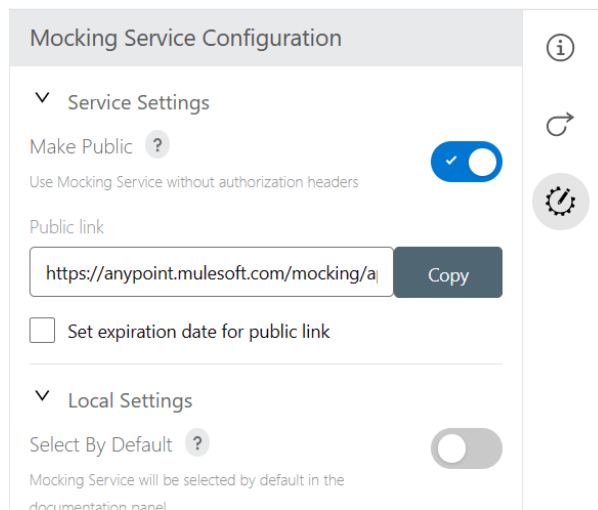 Mocking Service Configuration
Service Settings
Make Public ?
Use Mocking Service without authorization headers
Public link
https://anypoint.mulesoft.com/mocking/a
Copy
Set expiration date for public link
Local Settings
Select By Default ?
Mocking Service will be selected by default in the
documentation panel